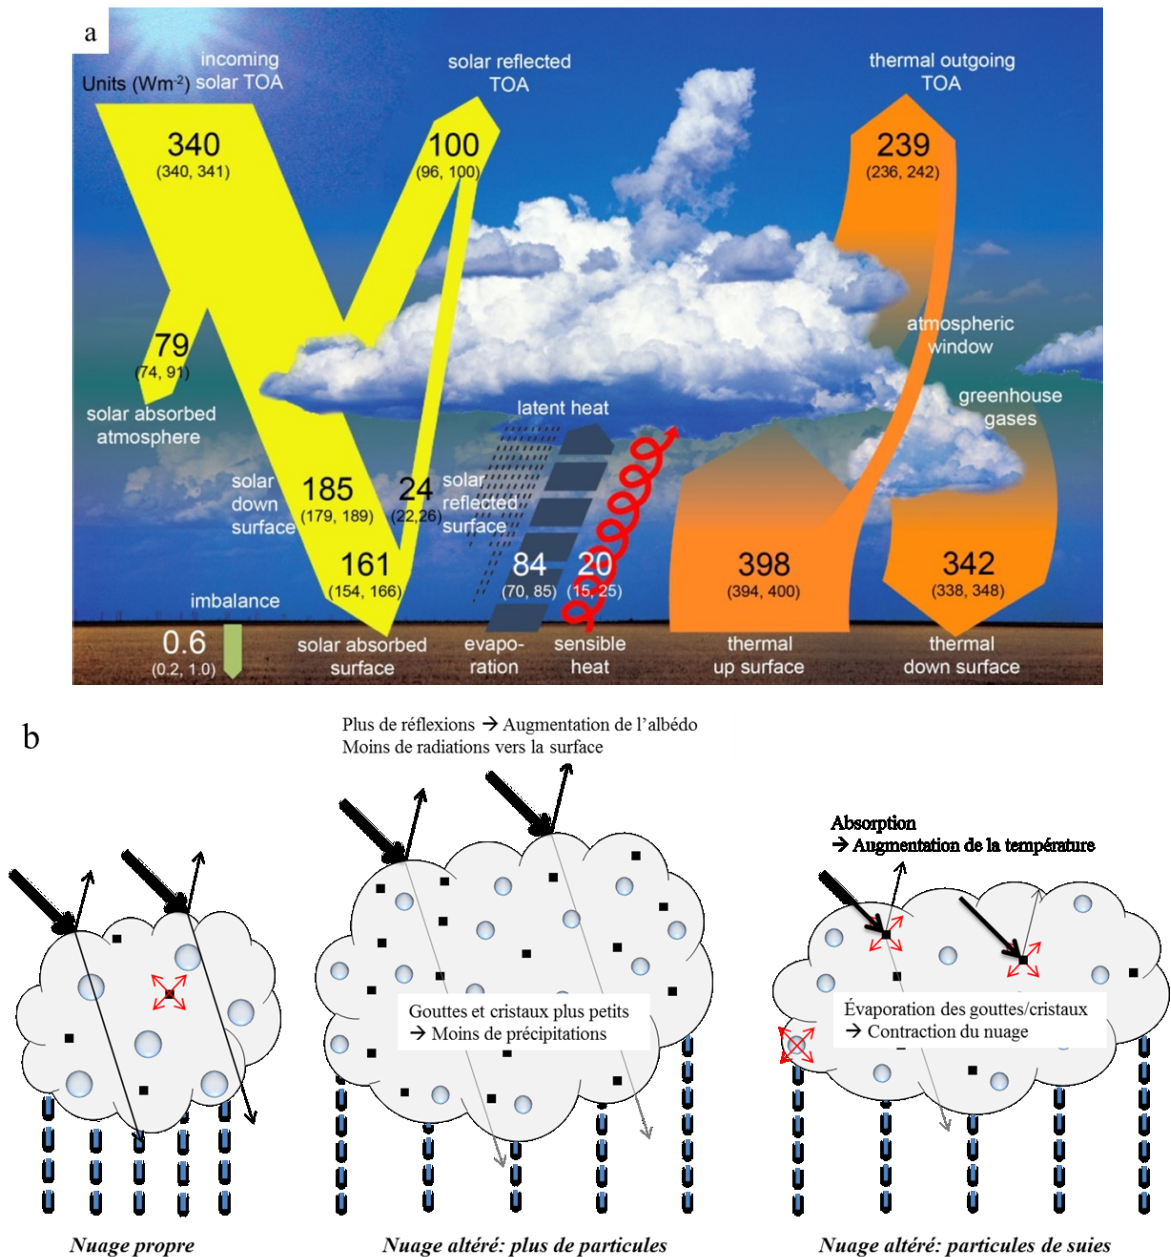 a
Units (Wm-2)
incoming
solar TOA
solar reflected
TOA
thermal outgoing
TOA
340
(340, 341)
100
(96, 100)
239
(236, 242)
79
(74, 91)
solar absorbed
atmosphere
atmospheric
window
greenhouse
gases
latent heat
solar
down
surface
185
(179, 189)
24
(22,26)
solar
reflected
surface
161
(154, 166)
84
(70, 85)
20
(15, 25)
398
(394, 400)
342
(338, 348)
imbalance
0.6
(0.2, 1.0)
solar absorbed
surface
evapo-
ration
sensible
heat
thermal
up surface
thermal
down surface
b
Plus de réflexions → Augmentation de l'albédo
Moins de radiations vers la surface
Absorption
→ Augmentation de la température
Gouttes et cristaux plus petits
→ Moins de précipitations
Évaporation des gouttes/cristaux
→ Contraction du nuage
Nuage propre
Nuage altéré: plus de particules
Nuage altéré: particules de suies